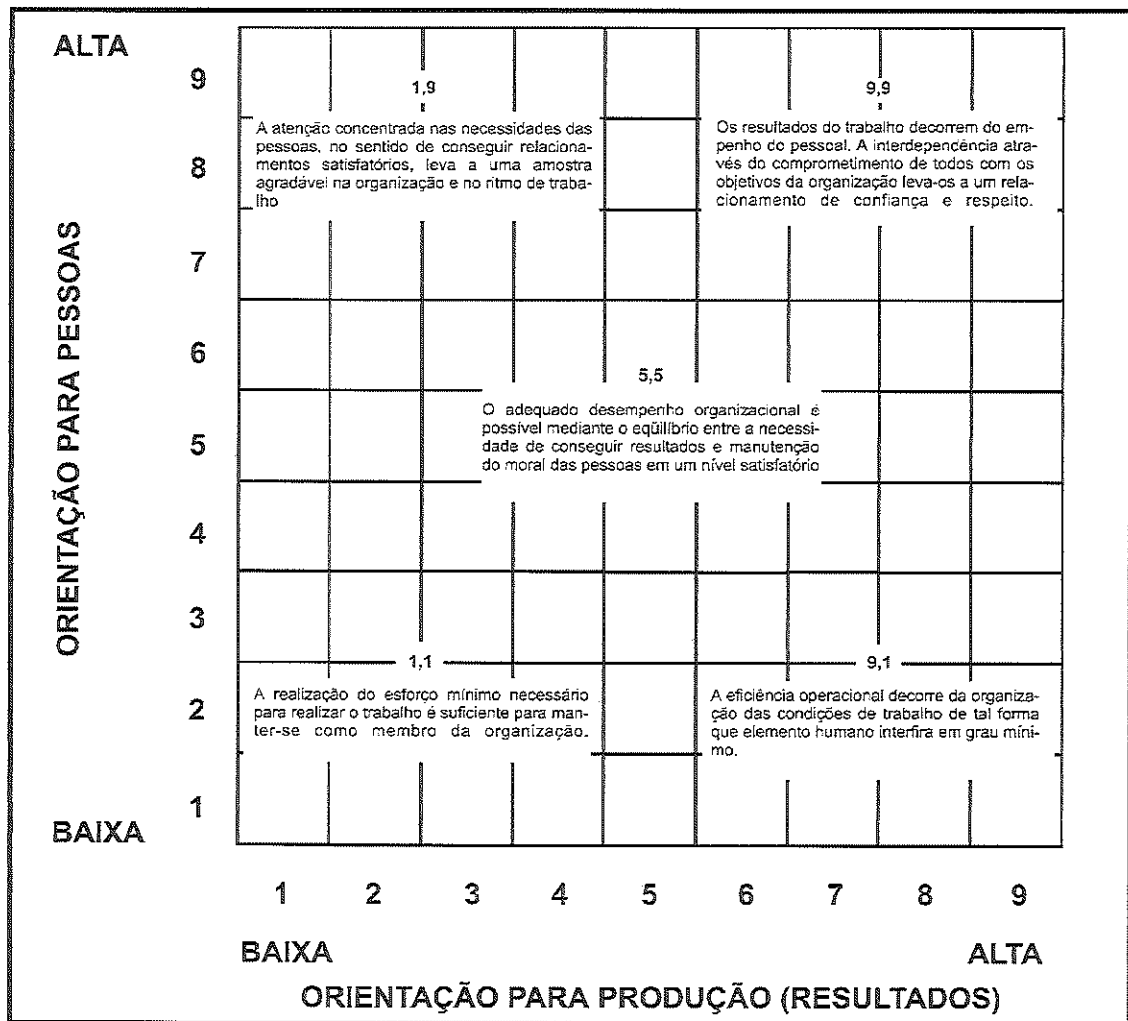 ALTA
ORIENTAÇÃO PARA PESSOAS
9
8
7
6
5
4
3
2
1
BAIXA
1,9
A atenção concentrada nas necessidades das
pessoas, no sentido de conseguir relaciona-
mentos satisfatórios, leva a uma amostra
agradável na organização e no ritmo de traba-
lho
9,9
Os resultados do trabalho decorrem do em-
penho do pessoal. A interdependência atra-
vés do comprometimento de todos com os
objetivos da organização leva-os a um rela-
cionamento de confiança e respeito.
5,5
O adequado desempenho organizacional é
possível mediante o eqüilíbrio entre a necessi-
dade de conseguir resultados e manutenção
do moral das pessoas em um nível satisfatório
1,1
A realização do esforço mínimo necessário
para realizar o trabalho é suficiente para man-
ter-se como membro da organização.
9,1
A eficiência operacional decorre da organiza-
ção das condições de trabalho de tal forma
que elemento humano interfira em grau míni-
mo.
1 2 3 4 5 6 7 8 9
BAIXA ALTA
ORIENTAÇÃO PARA PRODUÇÃO (RESULTADOS)